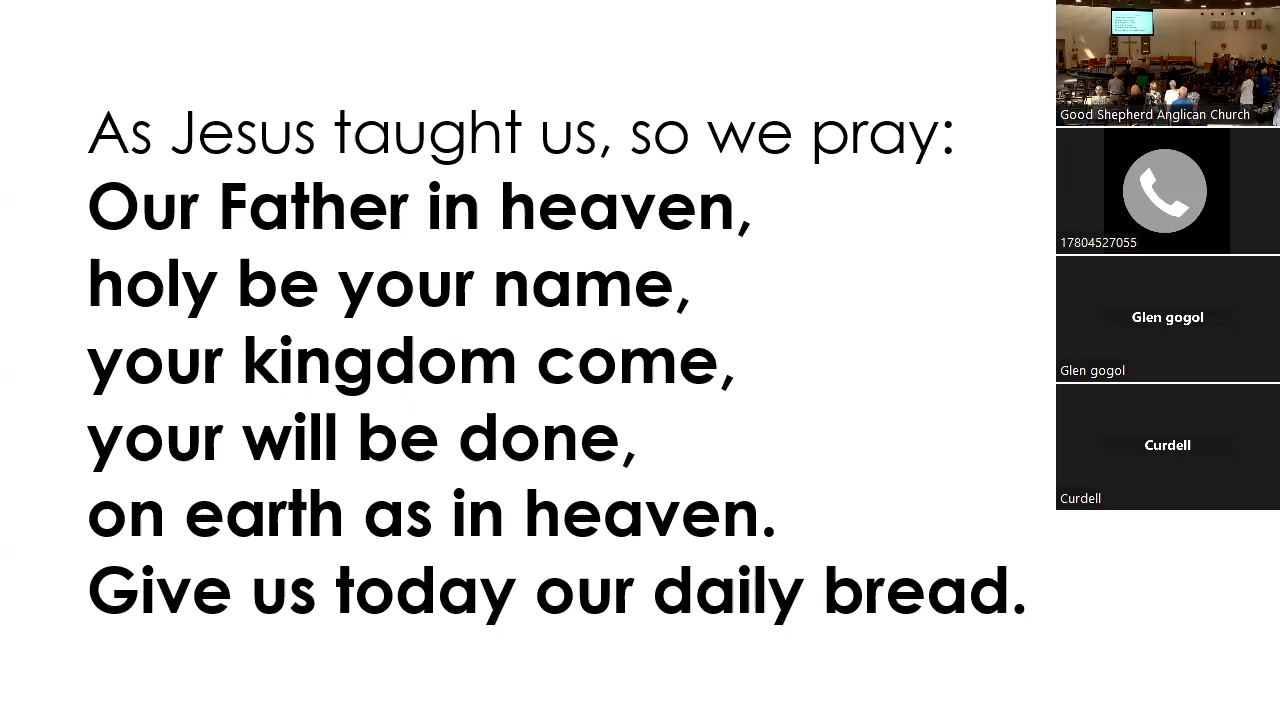 As Jesus taught us, so we pray:
Our Father in heaven,
holy be your name,
your kingdom come,
your will be done,
on earth as in heaven.
Give us today our daily bread.
Good Shepherd Anglican Church
17804527055
Glen gogol
Glen gogol
Curdell
Curdell